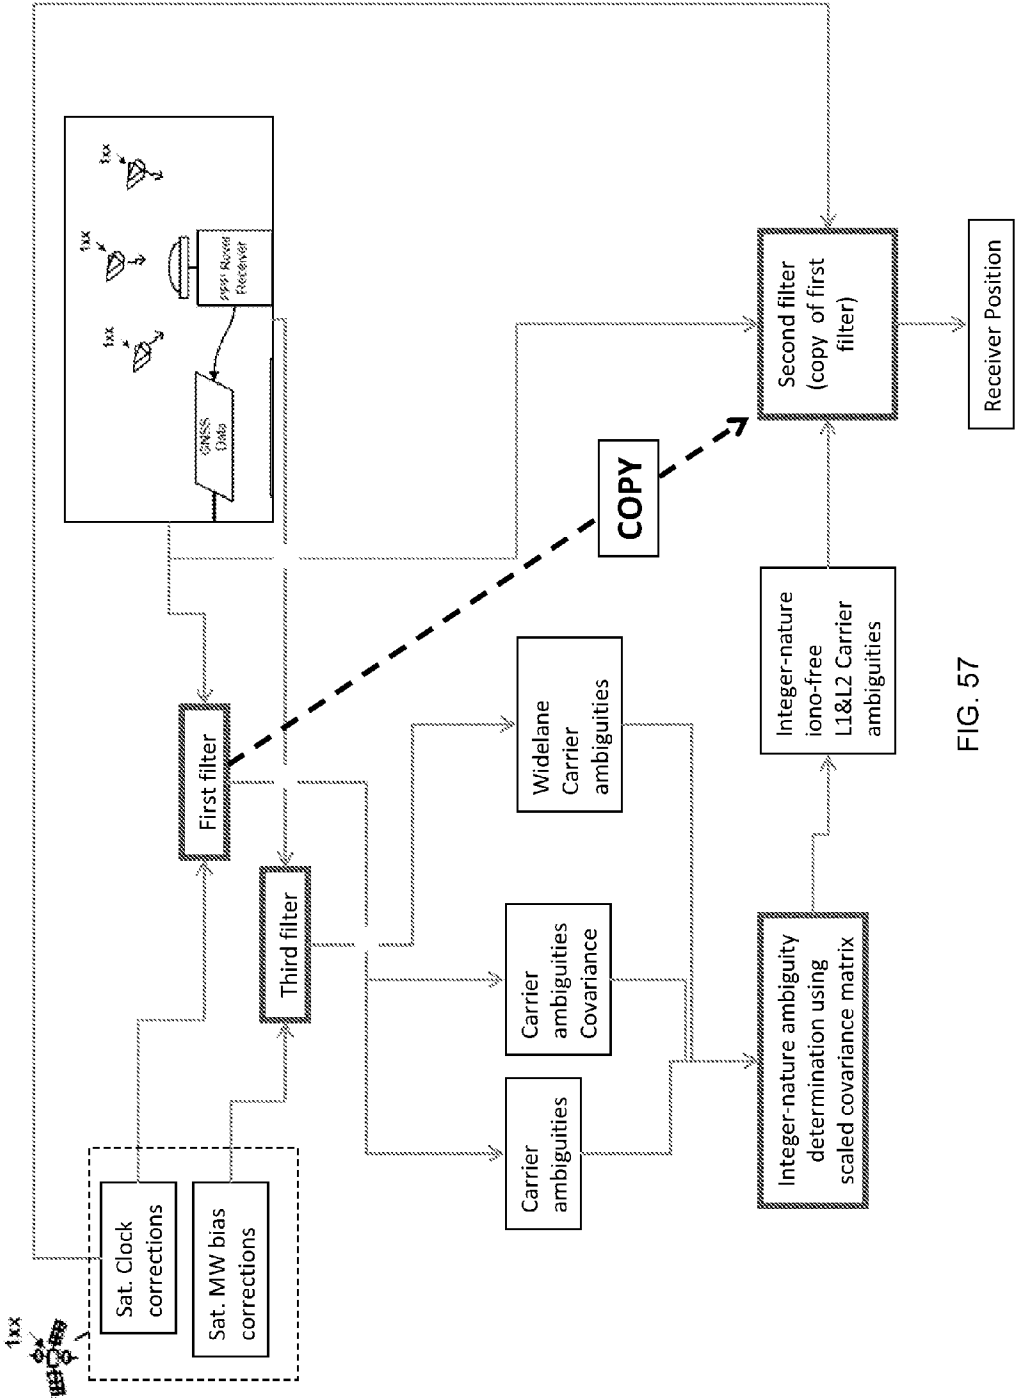 1xx
Sat. Clock
corrections
Sat. MW bias
corrections
1xx
1xx
1xx
Rover
Receiver
GNSS
Data
First filter
Third filter
Carrier
ambiguities
Carrier
ambiguities
Covariance
Widelane
Carrier
ambiguities
COPY
Integer-nature ambiguity
determination using
scaled covariance matrix
Integer-nature
iono-free
L1&L2 Carrier
ambiguities
Second filter
(copy of first
filter)
Receiver Position
FIG. 57